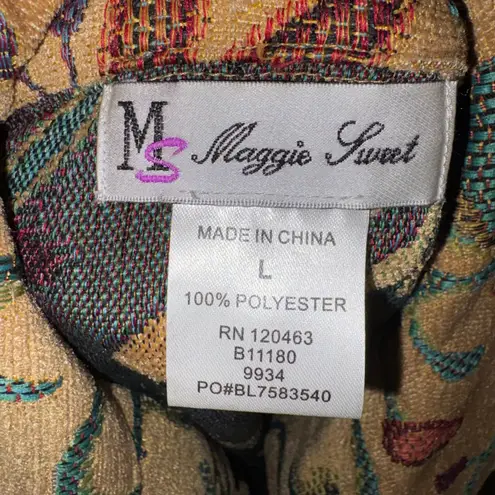 MS Maggie Sweet
MADE IN CHINA
L
100% POLYESTER
RN 120463
B11180
9934
PO#BL7583540